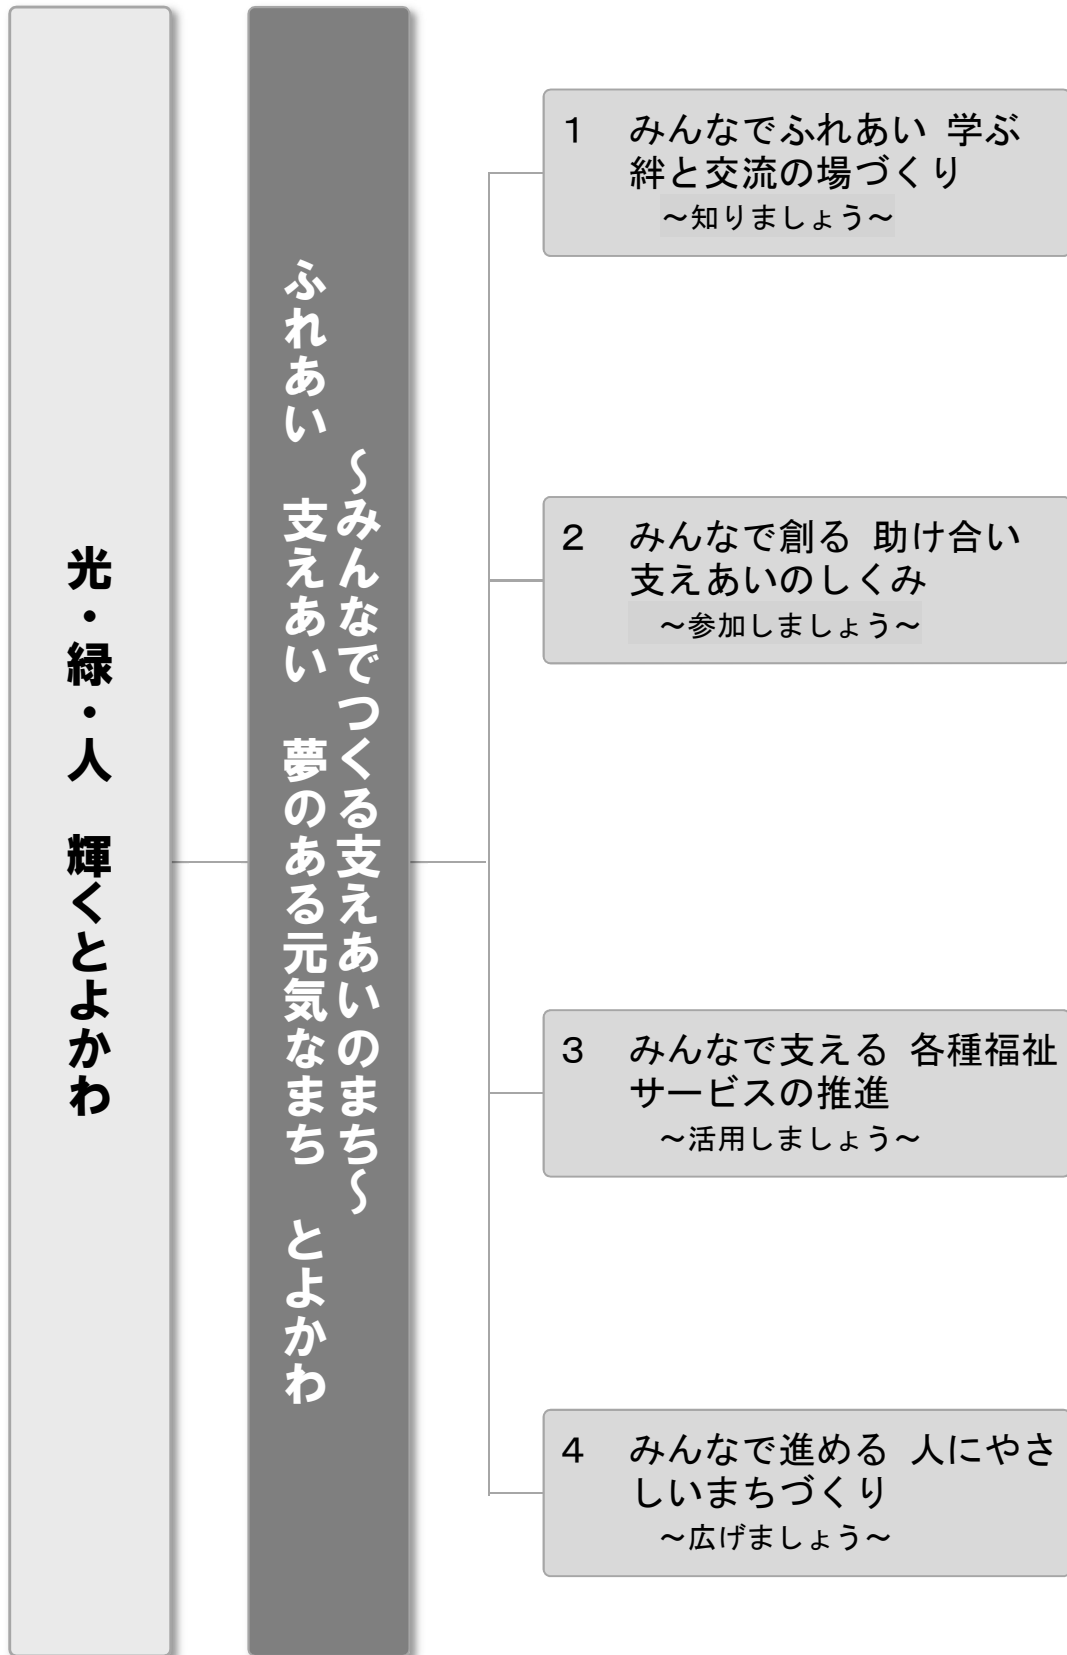 光・緑・人　輝くとよかわ
ふれあい　支えあい　夢のある元気なまち　とよかわ
～みんなでつくる支えあいのまち～
1　みんなでふれあい 学ぶ
絆と交流の場づくり
～知りましょう～
2　みんなで創る 助け合い
支えあいのしくみ
～参加しましょう～
3　みんなで支える 各種福祉
サービスの推進
～活用しましょう～
4　みんなで進める 人にやさ
しいまちづくり
～広げましょう～